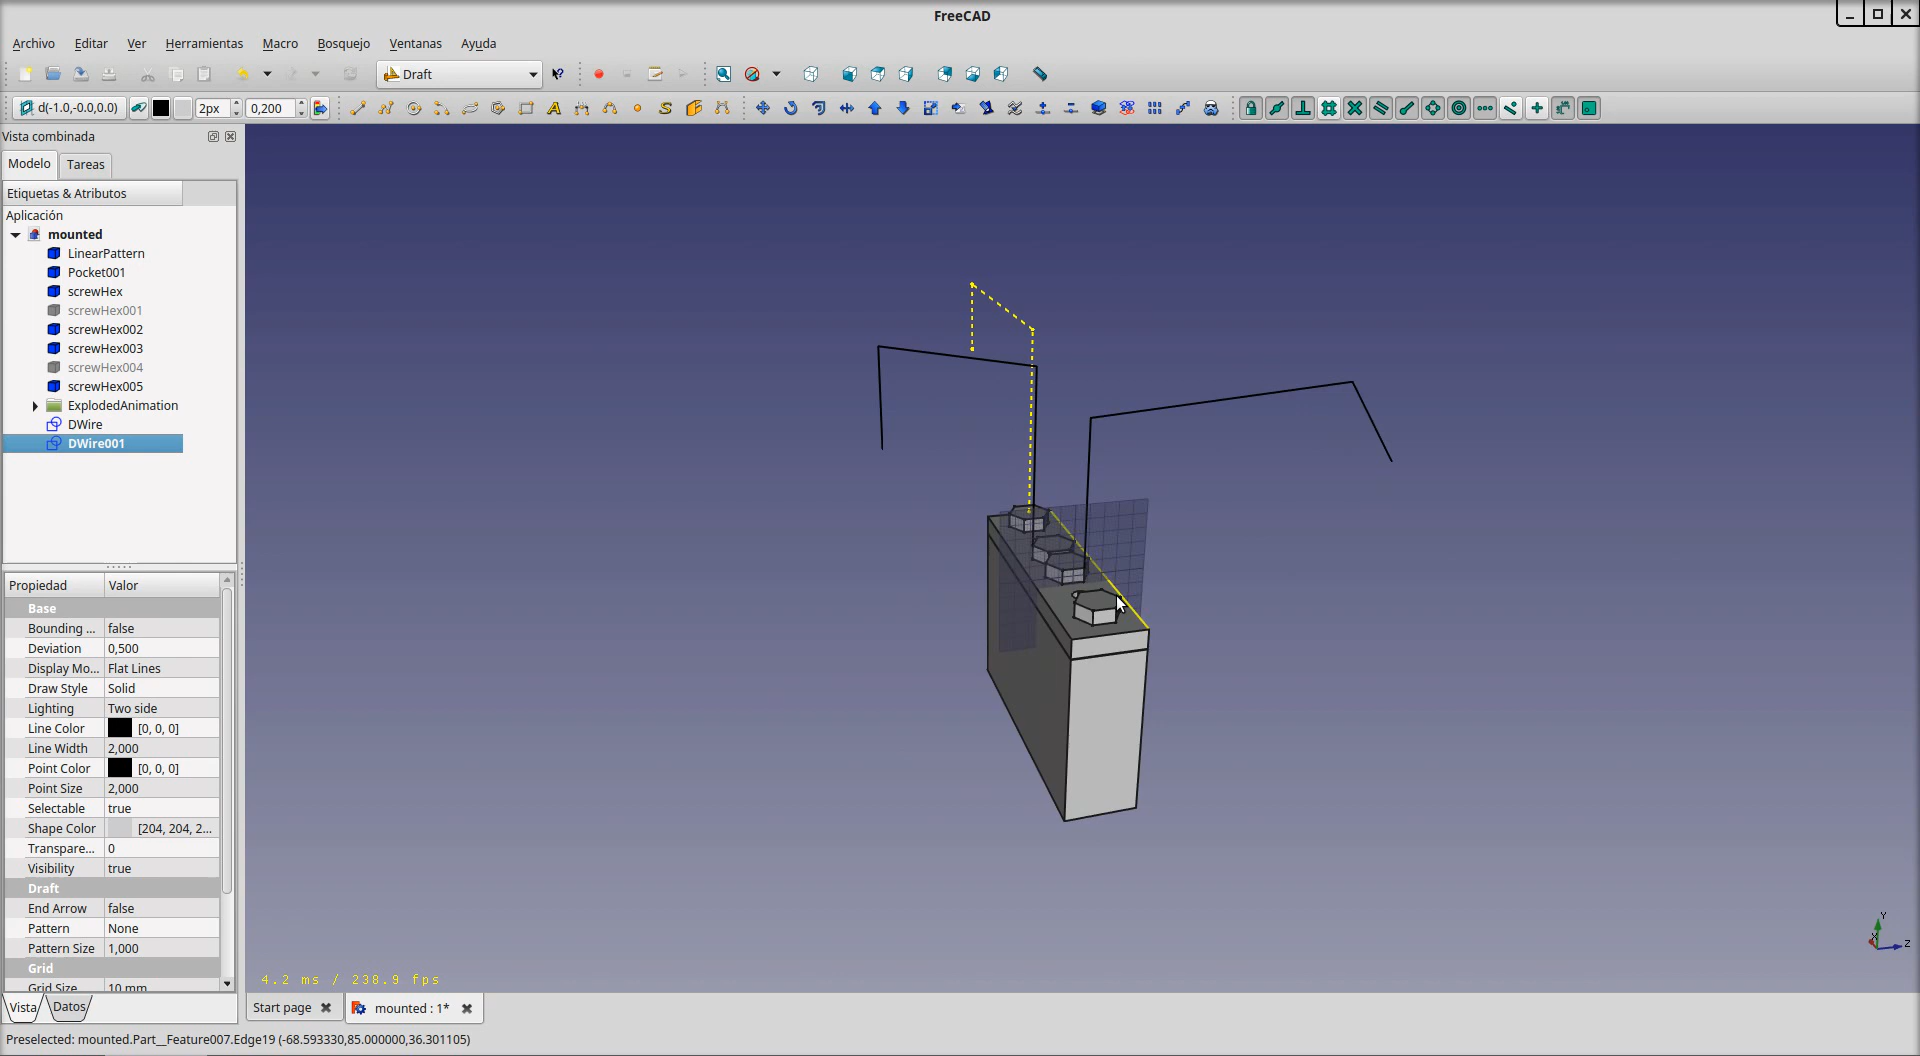 FreeCAD
Archivo Editar Ver Herramientas Macro Bosquejo Ventanas Ayuda
Draft
d(-1.0,-0.0,0.0) 2px 0,200
Vista combinada
Modelo Tareas
Etiquetas & Atributos
Aplicación
mounted
LinearPattern
Pocket001
screwHex
screwHex001
screwHex002
screwHex003
screwHex004
screwHex005
ExplodedAnimation
DWire
DWire001
Propiedad Valor
Base
Bounding ... false
Deviation 0,500
Display Mo... Flat Lines
Draw Style Solid
Lighting Two side
Line Color [0, 0, 0]
Line Width 2,000
Point Color [0, 0, 0]
Point Size 2,000
Selectable true
Shape Color [204, 204, 2...
Transpare... 0
Visibility true
Draft
End Arrow false
Pattern None
Pattern Size 1,000
Grid
Grid Size 10 mm
Vista Datos
4.2 ms / 238.9 fps
Y
X
Z
Start page mounted : 1*
Preselected: mounted.Part__Feature007.Edge19 (-68.593330,85.000000,36.301105)